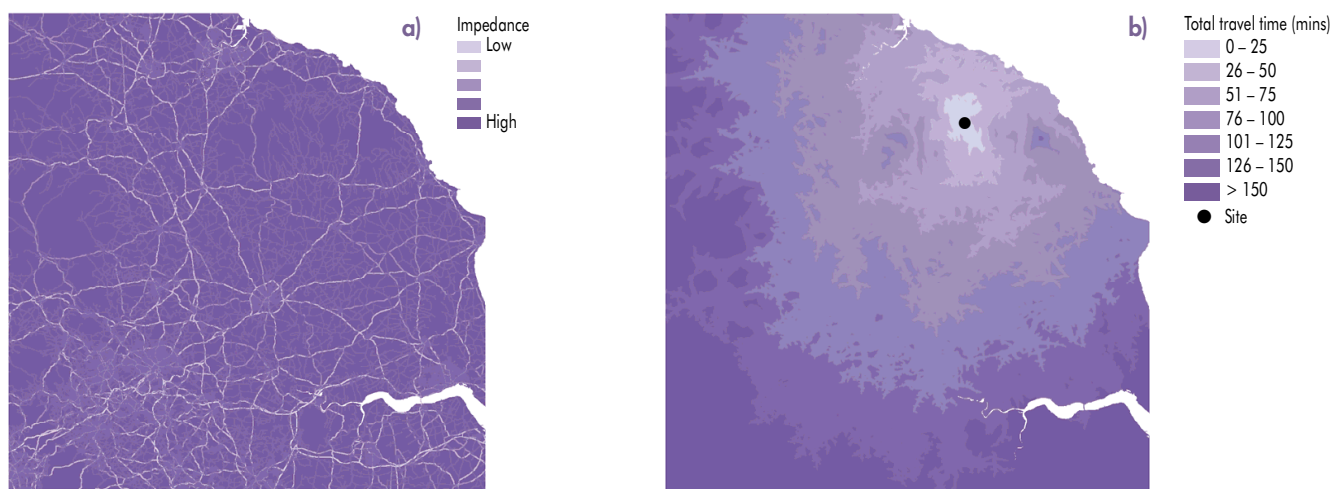 a)
Impedance
Low
High
b)
Total travel time (mins)
0 – 25
26 – 50
51 – 75
76 – 100
101 – 125
126 – 150
> 150
Site